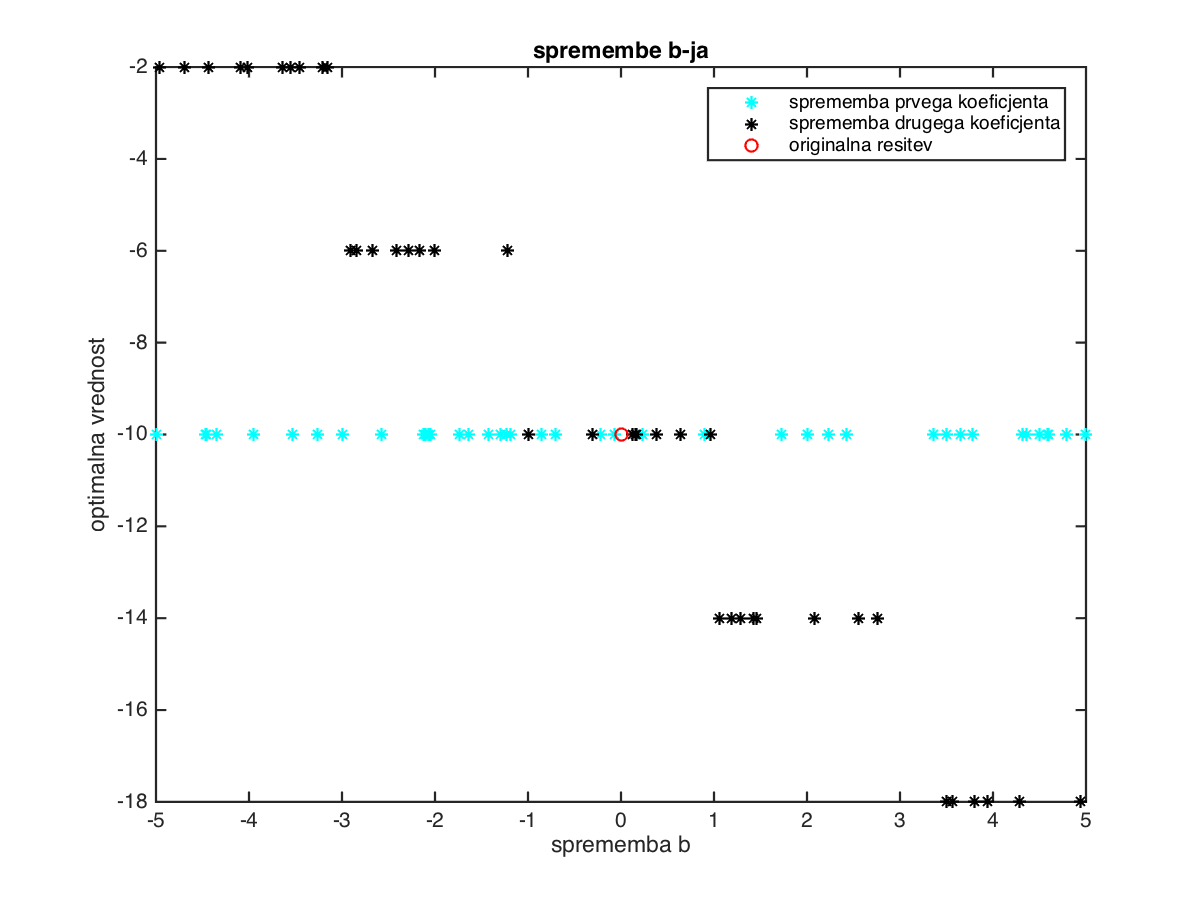 spremembe b-ja
sprememba prvega koeficjenta
sprememba drugega koeficjenta
originalna resitev
optimalna vrednost
-2
-4
-6
-8
-10
-12
-14
-16
-18
-5 -4 -3 -2 -1 0 1 2 3 4 5
sprememba b